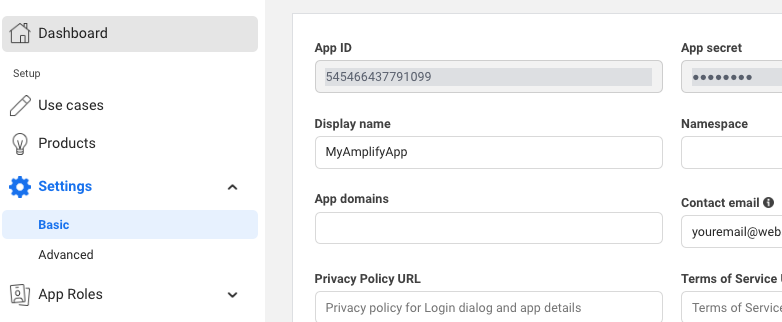 Dashboard
Setup
Use cases
Products
Settings
Basic
Advanced
App Roles
App ID
App secret
545466437791099
●●●●●●●●
Display name
Namespace
MyAmplifyApp
App domains
Contact email
youremail@web
Privacy Policy URL
Terms of Service
Privacy policy for Login dialog and app details
Terms of Service